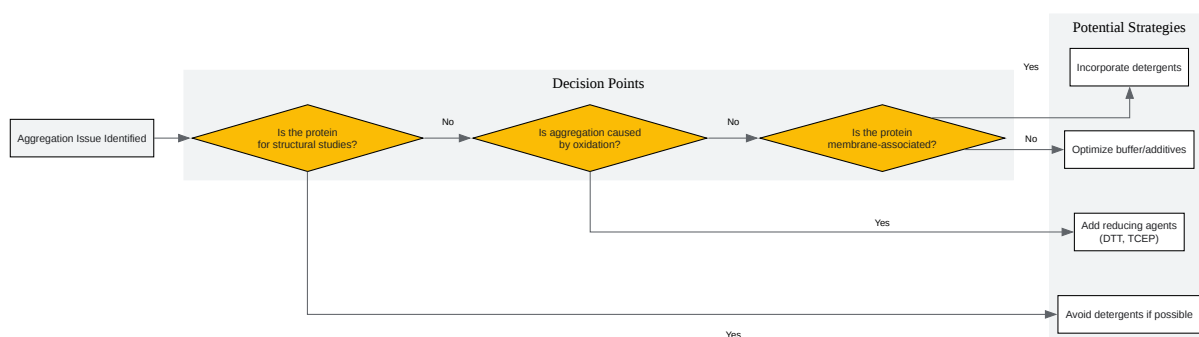 Potential Strategies
Yes
Incorporate detergents
Decision Points
Aggregation Issue Identified
Is the protein
for structural studies?
No
Is aggregation caused
by oxidation?
No
Is the protein
membrane-associated?
No
Optimize buffer/additives
Yes
Add reducing agents
(DTT, TCEP)
Avoid detergents if possible
Yes